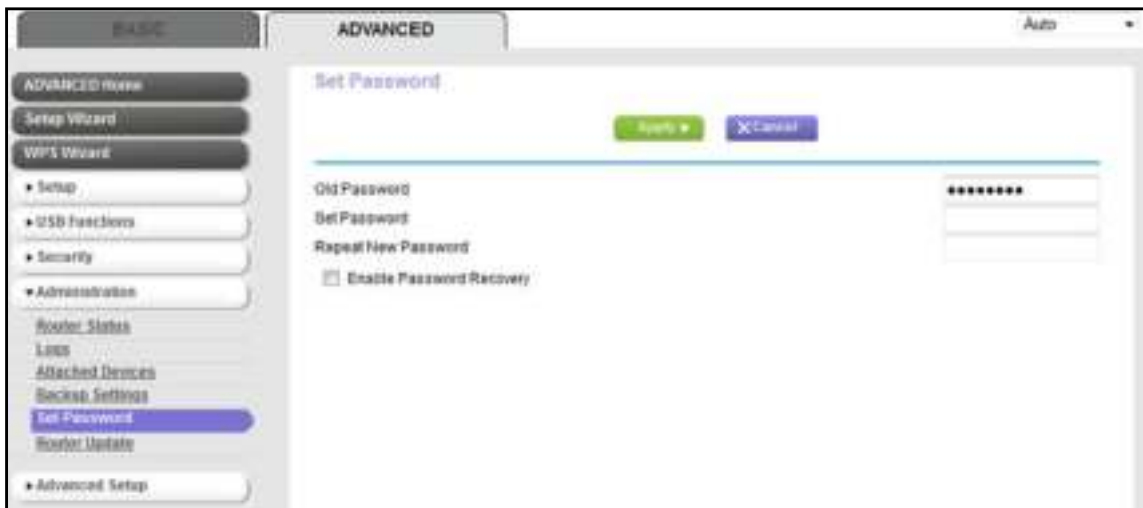 BASIC
ADVANCED
Auto
ADVANCED Home
Setup Wizard
WPS Wizard
Setup
USB Functions
Security
Administration
Router Status
Logs
Attached Devices
Backup Settings
Set Password
Router Update
Advanced Setup
Set Password
Apply
X Cancel
Old Password
••••••••
Set Password
Repeat New Password
Enable Password Recovery